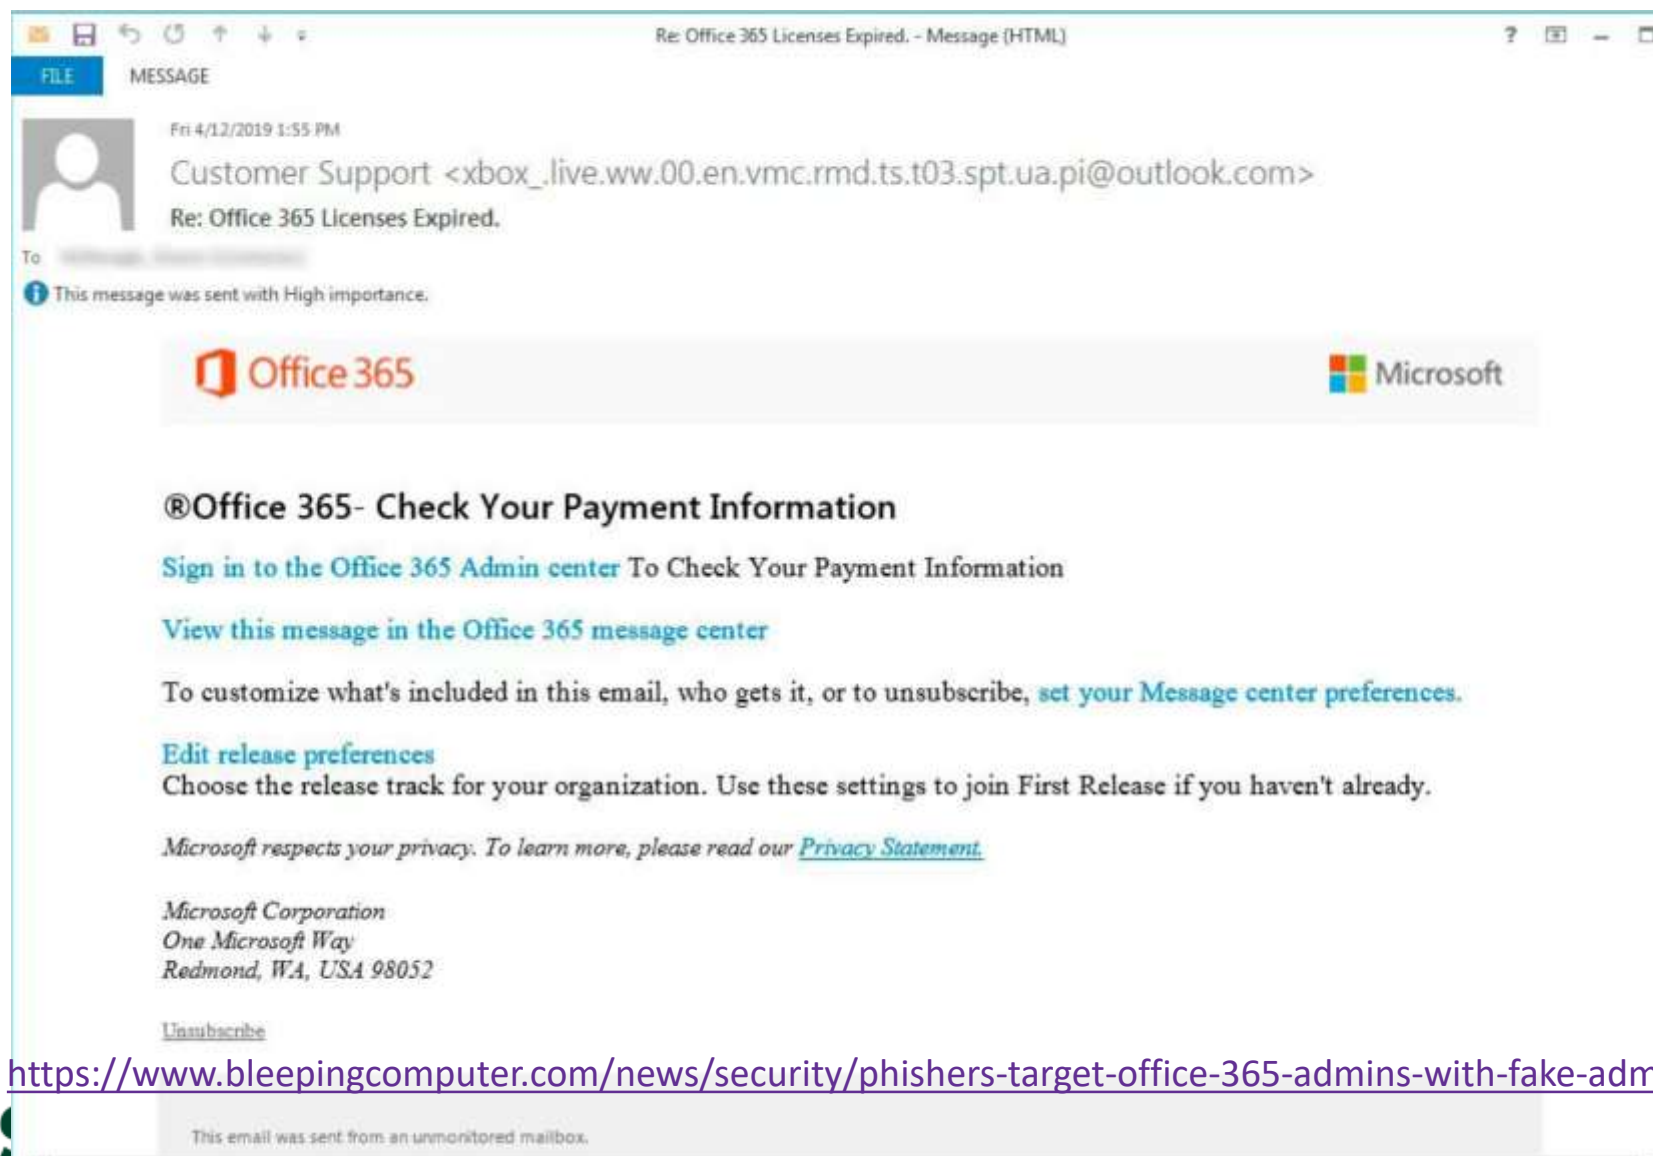 Re: Office 365 Licenses Expired. - Message (HTML)
?
FILE MESSAGE
Fri 4/12/2019 1:55 PM
Customer Support <xbox_.live.ww.00.en.vmc.rmd.ts.t03.spt.ua.pi@outlook.com>
Re: Office 365 Licenses Expired.
To
This message was sent with High importance.
Office 365
Microsoft
®Office 365- Check Your Payment Information
Sign in to the Office 365 Admin center To Check Your Payment Information
View this message in the Office 365 message center
To customize what's included in this email, who gets it, or to unsubscribe, set your Message center preferences.
Edit release preferences
Choose the release track for your organization. Use these settings to join First Release if you haven't already.
Microsoft respects your privacy. To learn more, please read our Privacy Statement.
Microsoft Corporation
One Microsoft Way
Redmond, WA, USA 98052
Unsubscribe
https://www.bleepingcomputer.com/news/security/phishers-target-office-365-admins-with-fake-adm
This email was sent from an unmonitored mailbox.